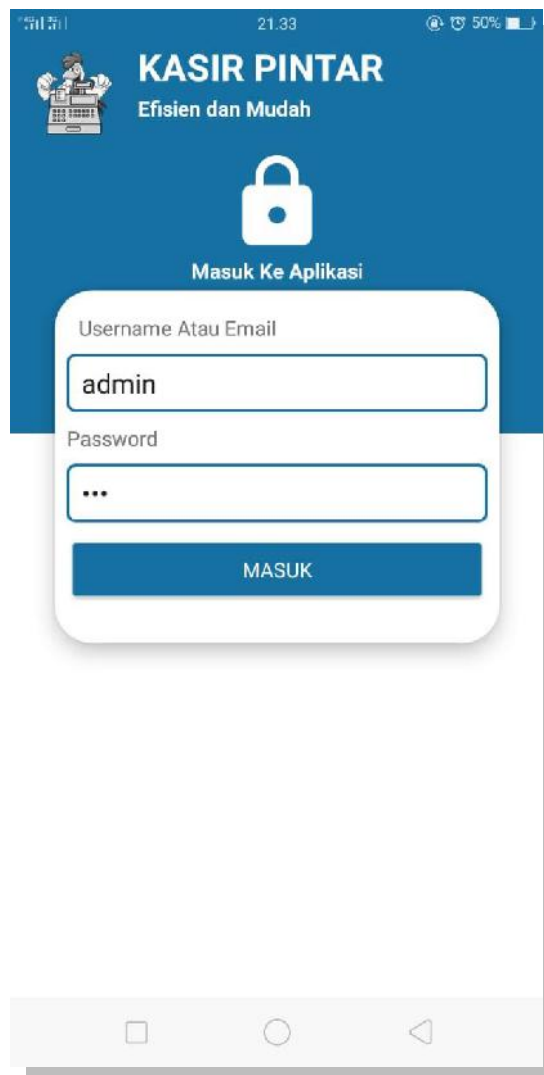 21.33
50%
KASIR PINTAR
Efisien dan Mudah
Masuk Ke Aplikasi
Username Atau Email
admin
Password
•••
MASUK